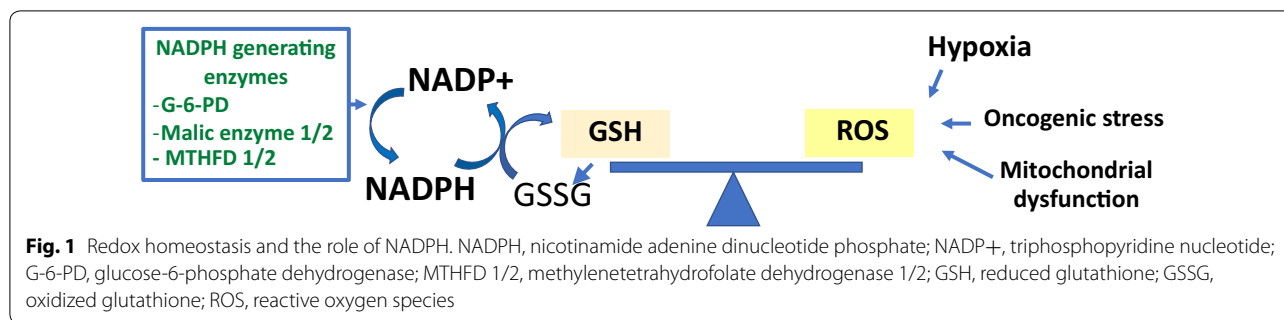 NADPH generating
enzymes
-G-6-PD
-Malic enzyme 1/2
- MTHFD 1/2
NADP+
NADPH
GSSG
GSH
ROS
Hypoxia
Oncogenic stress
Mitochondrial
dysfunction
Fig. 1 Redox homeostasis and the role of NADPH. NADPH, nicotinamide adenine dinucleotide phosphate; NADP+, triphosphopyridine nucleotide;
G-6-PD, glucose-6-phosphate dehydrogenase; MTHFD 1/2, methylenetetrahydrofolate dehydrogenase 1/2; GSH, reduced glutathione; GSSG,
oxidized glutathione; ROS, reactive oxygen species